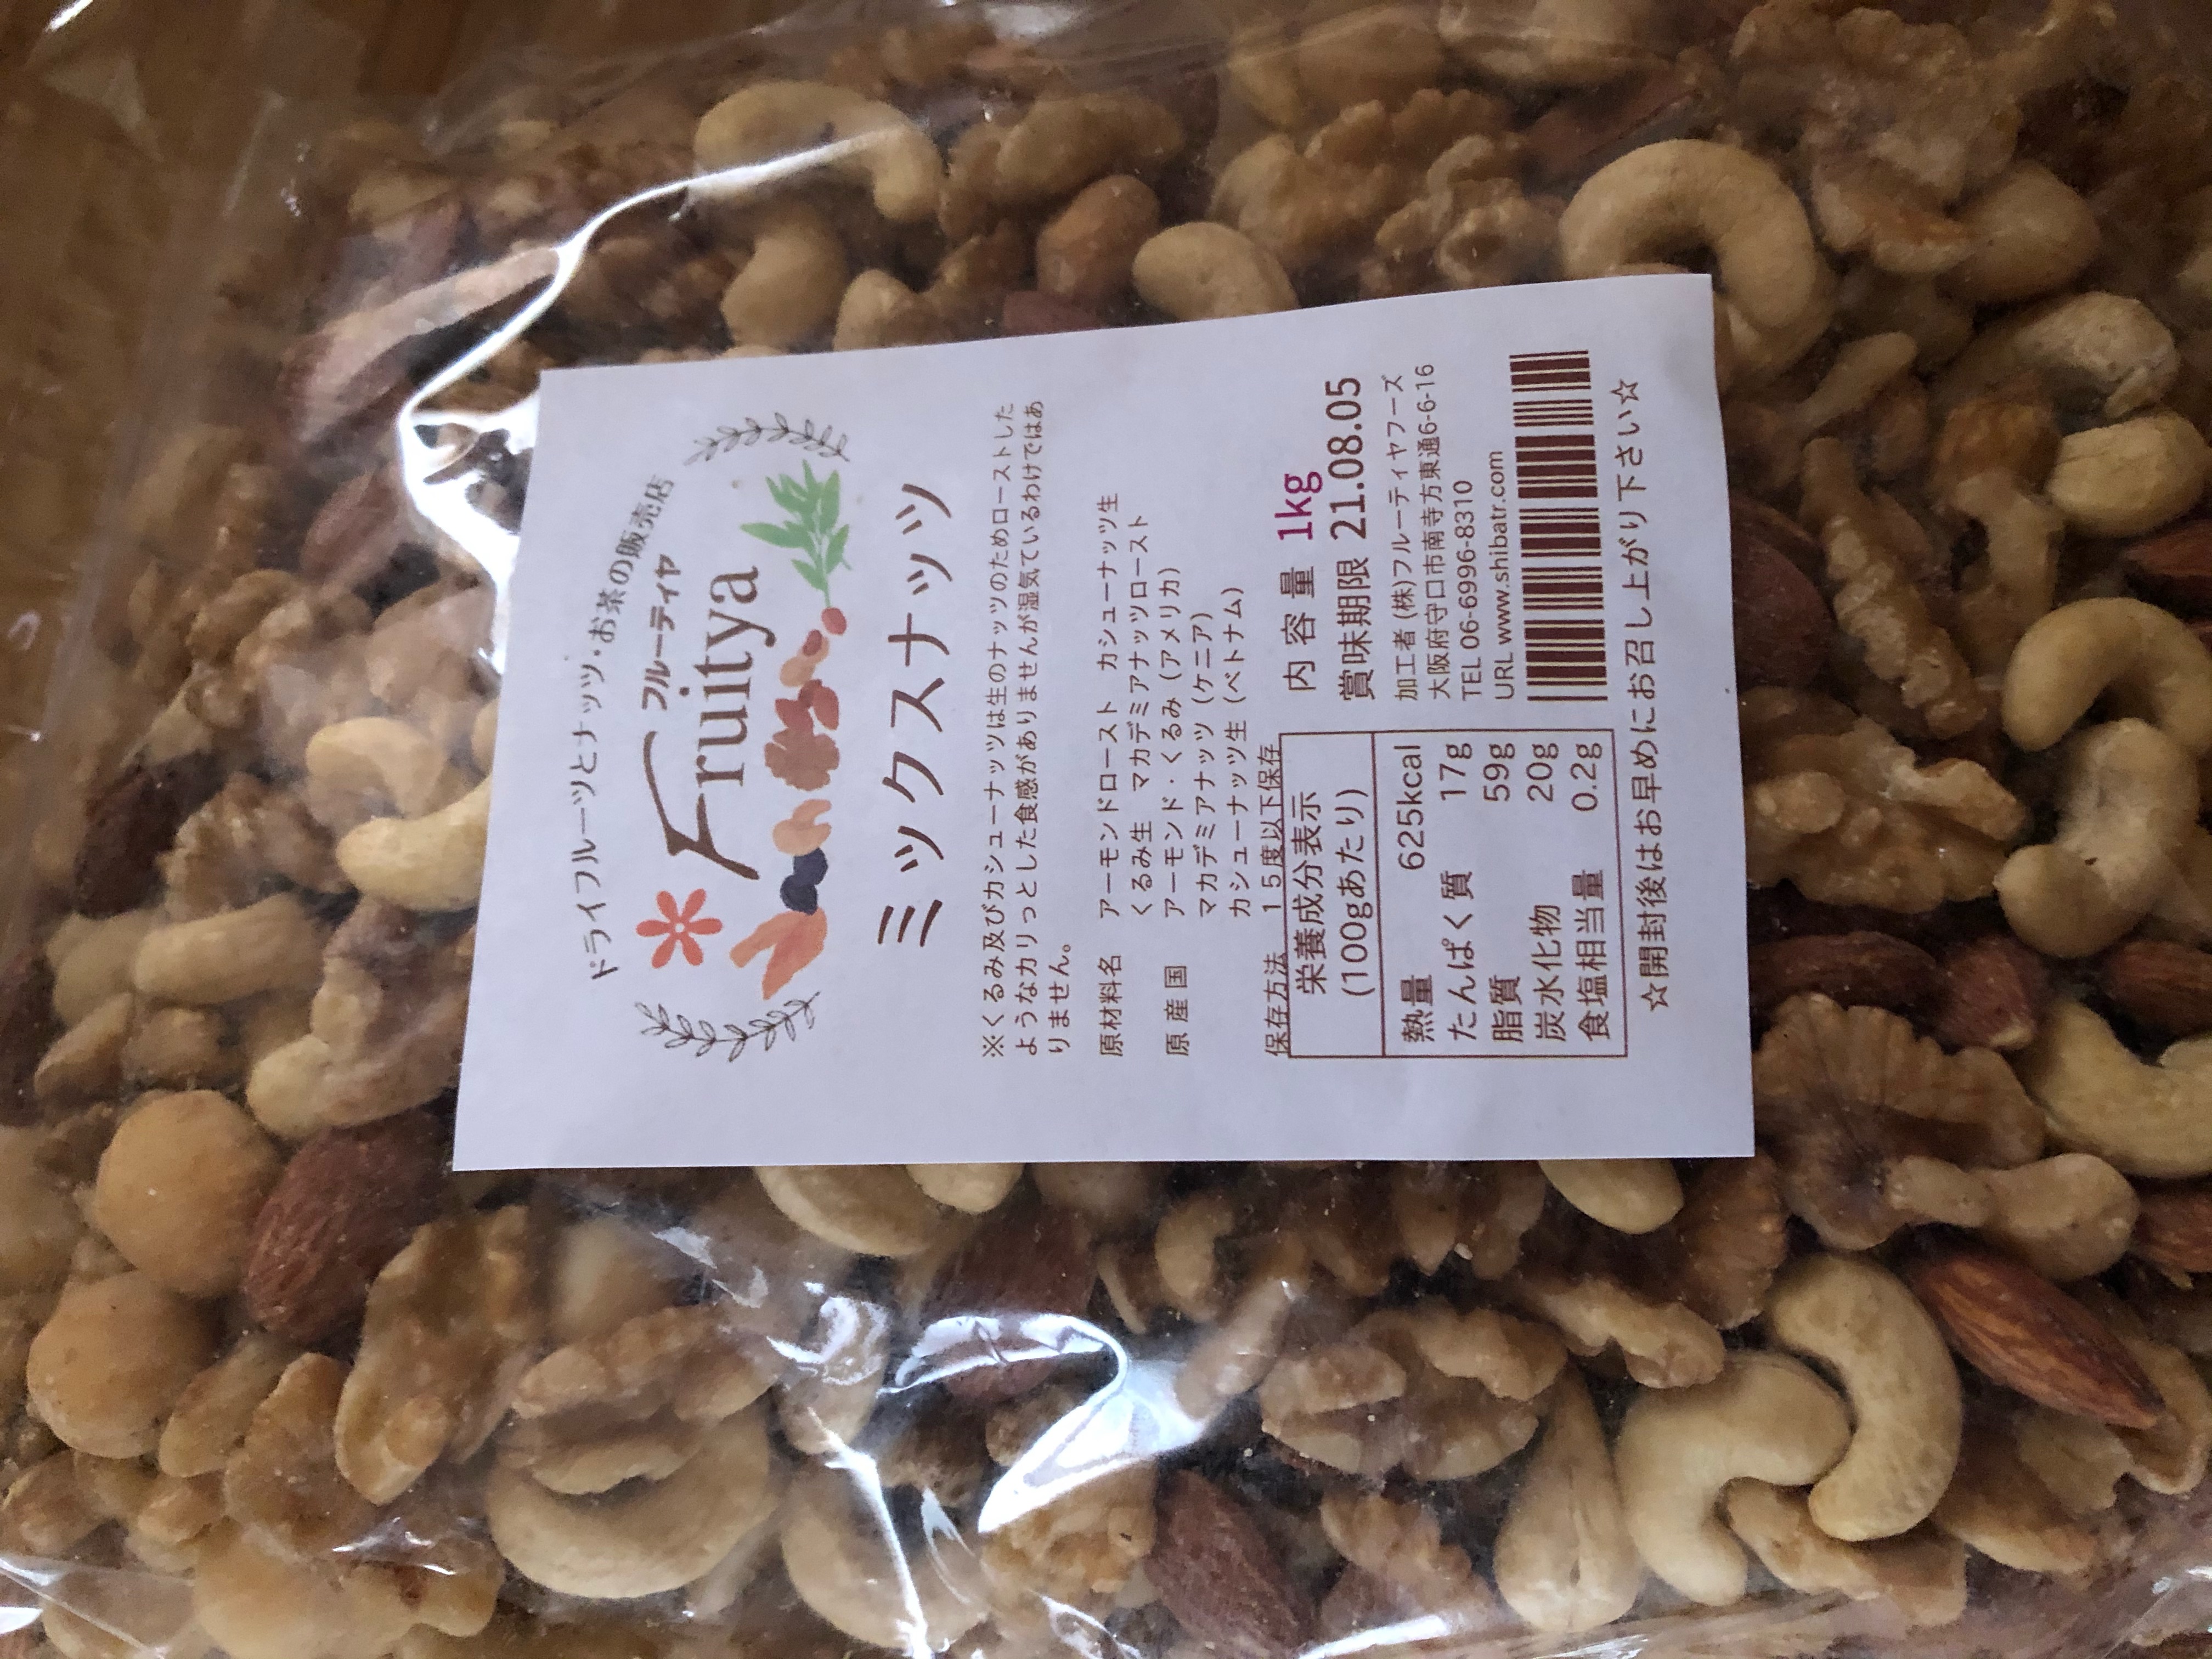 ドライフルーツとナッツ・お茶の販売店
フルーティヤ
Fruitya
ミックスナッツ
※くるみ及びカシューナッツは生のナッツのためローストした
ようなカリっとした食感がありませんが湿気ているわけではあ
りません。
原材料名 アーモンドロースト カシューナッツ生
くるみ生 マカデミアナッツロースト
原産国 アーモンド・くるみ（アメリカ）
マカデミアナッツ（ケニア）
カシューナッツ生（ベトナム）
保存方法 １５度以下保存
栄養成分表示
(100gあたり)
熱量 625kcal
たんぱく質 17g
脂質 59g
炭水化物 20g
食塩相当量 0.2g
内容量 1kg
賞味期限 21.08.05
加工者 (株)フルーティヤフーズ
大阪府守口市南寺方東通6-6-16
TEL 06-6996-8310
URL www.shibatr.com
☆開封後はお早めにお召し上がり下さい☆